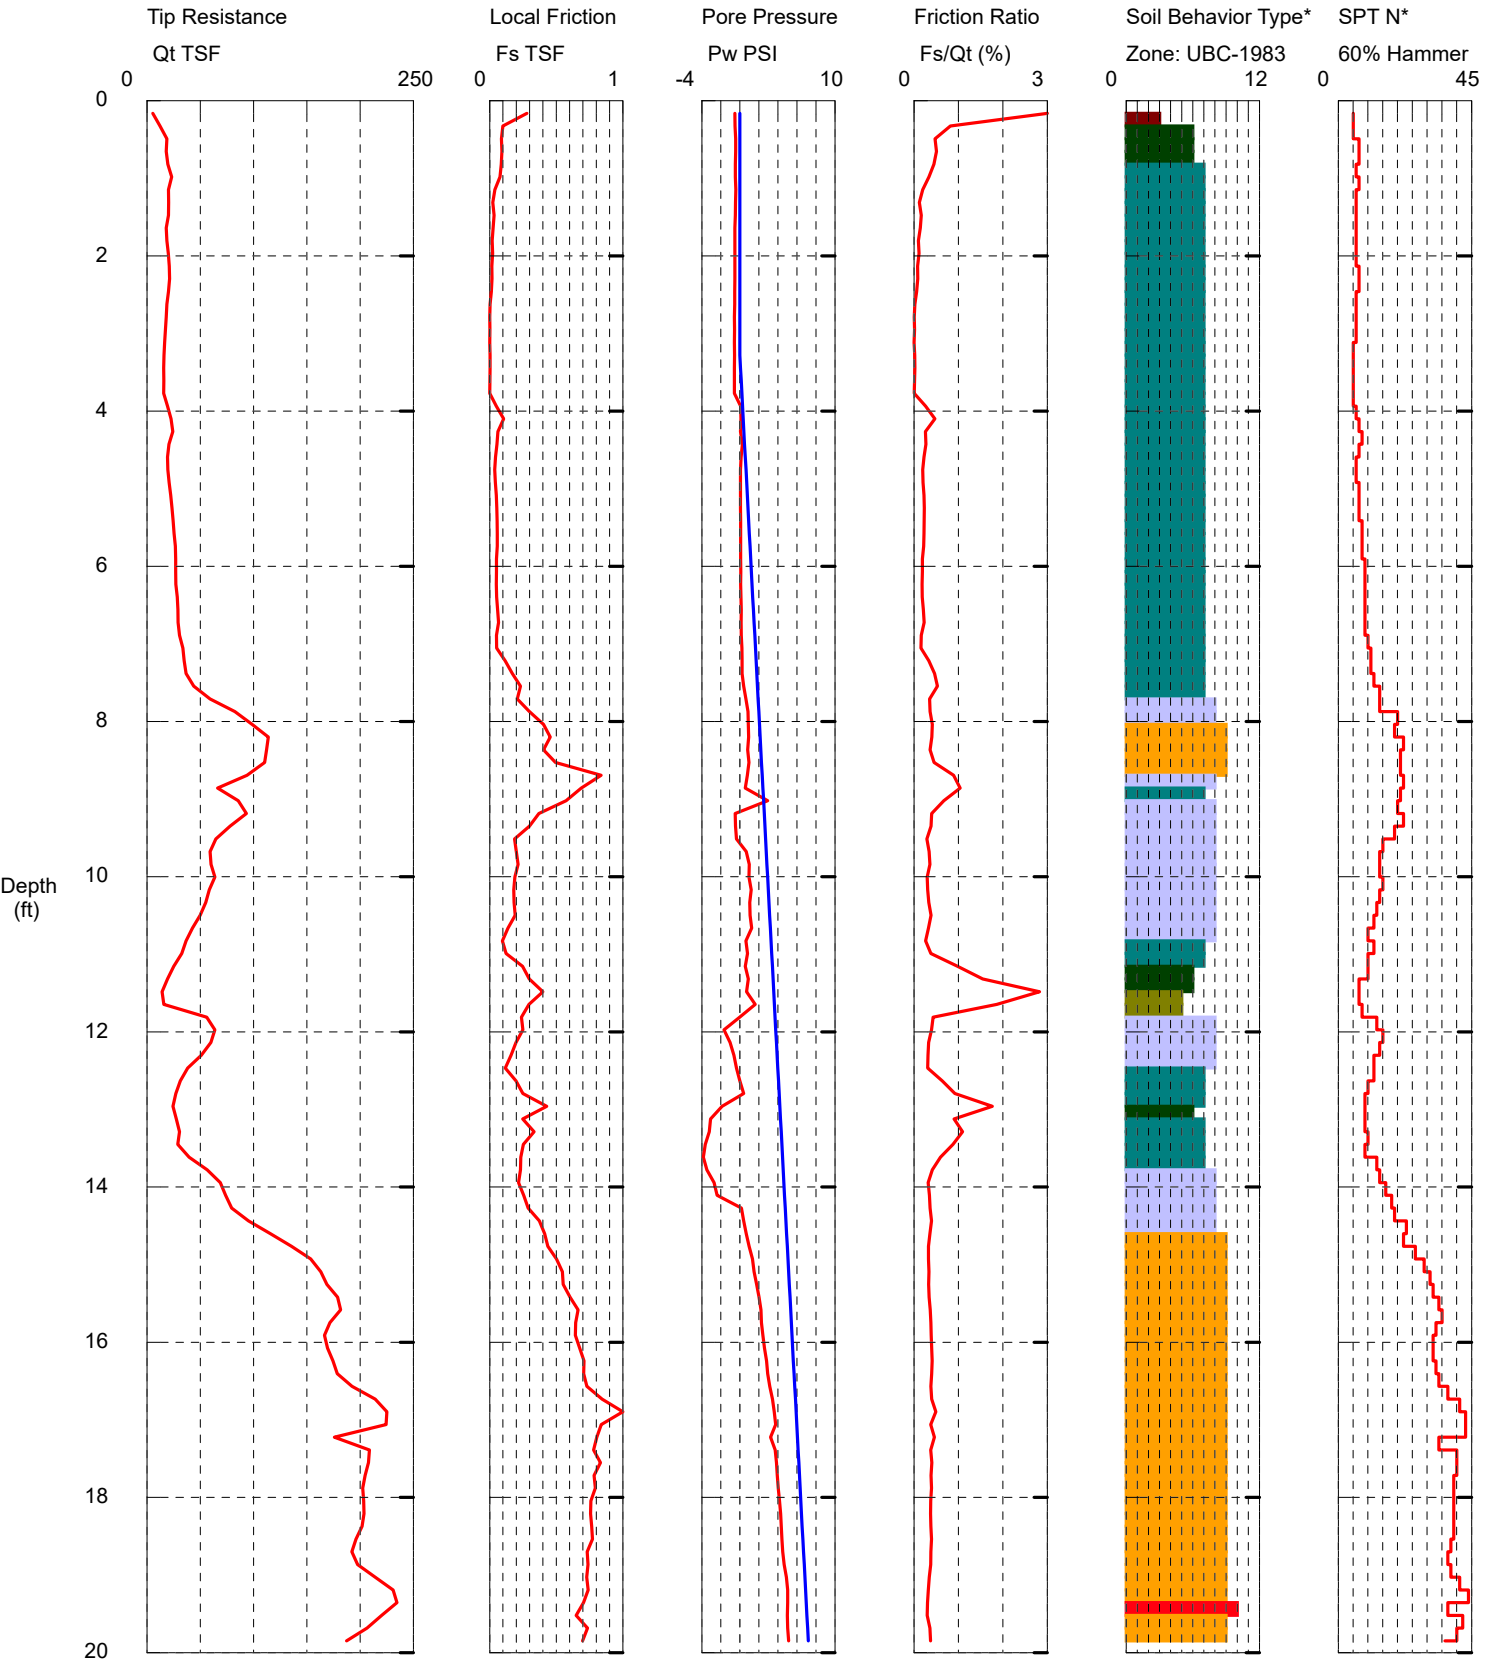 Tip Resistance Local Friction Pore Pressure Friction Ratio Soil Behavior Type* SPT N*
Qt TSF Fs TSF Pw PSI Fs/Qt (%) Zone: UBC-1983 60% Hammer
0 250 0 1 -4 10 0 3 0 12 0 45
0
2
4
6
8
10
Depth
(ft)
12
14
16
18
20